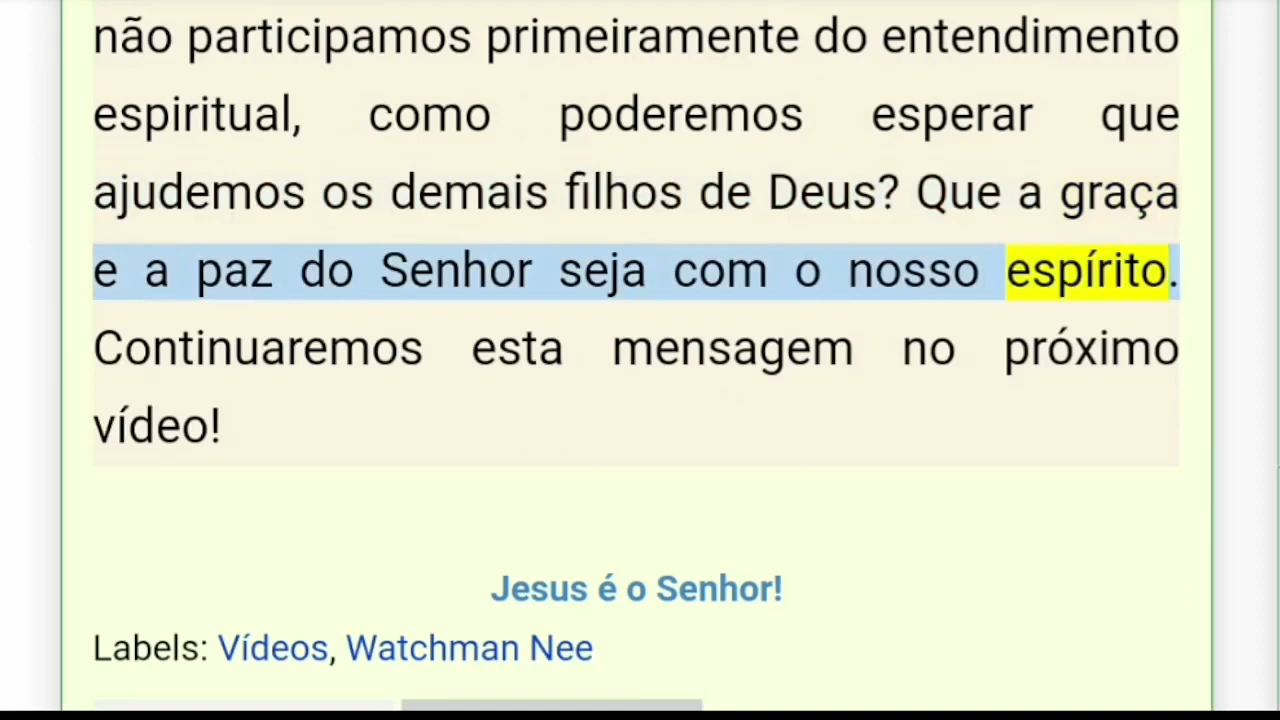 não participamos primeiramente do entendimento
espiritual, como poderemos esperar que
ajudemos os demais filhos de Deus? Que a graça
e a paz do Senhor seja com o nosso espírito.
Continuaremos esta mensagem no próximo
vídeo!
Jesus é o Senhor!
Labels: Vídeos, Watchman Nee